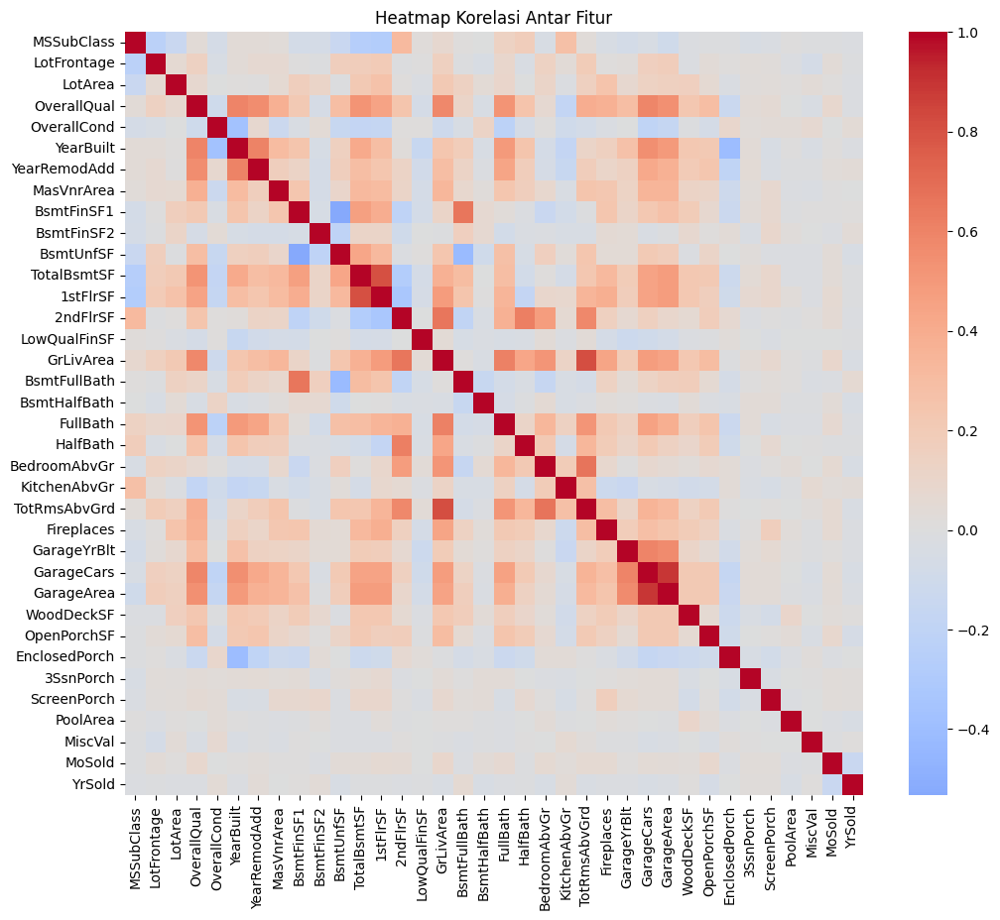 Heatmap Korelasi Antar Fitur
MSSubClass
LotFrontage
LotArea
OverallQual
OverallCond
YearBuilt
YearRemodAdd
MasVnrArea
BsmtFinSF1
BsmtFinSF2
BsmtUnfSF
TotalBsmtSF
1stFlrSF
2ndFlrSF
LowQualFinSF
GrLivArea
BsmtFullBath
BsmtHalfBath
FullBath
HalfBath
BedroomAbvGr
KitchenAbvGr
TotRmsAbvGrd
Fireplaces
GarageYrBlt
GarageCars
GarageArea
WoodDeckSF
OpenPorchSF
EnclosedPorch
3SsnPorch
ScreenPorch
PoolArea
MiscVal
MoSold
YrSold
MSSubClass
LotFrontage
LotArea
OverallQual
OverallCond
YearBuilt
YearRemodAdd
MasVnrArea
BsmtFinSF1
BsmtFinSF2
BsmtUnfSF
TotalBsmtSF
1stFlrSF
2ndFlrSF
LowQualFinSF
GrLivArea
BsmtFullBath
BsmtHalfBath
FullBath
HalfBath
BedroomAbvGr
KitchenAbvGr
TotRmsAbvGrd
Fireplaces
GarageYrBlt
GarageCars
GarageArea
WoodDeckSF
OpenPorchSF
EnclosedPorch
3SsnPorch
ScreenPorch
PoolArea
MiscVal
MoSold
YrSold
1.0
0.8
0.6
0.4
0.2
0.0
−0.2
−0.4